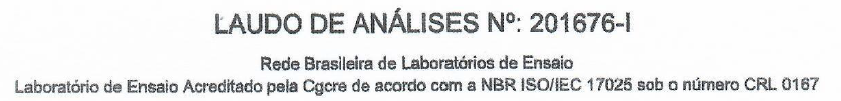 LAUDO DE ANÁLISES Nº: 201676-I
Rede Brasileira de Laboratórios de Ensaio
Laboratório de Ensaio Acreditado pela Cgcre de acordo com a NBR ISO/IEC 17025 sob o número CRL 0167